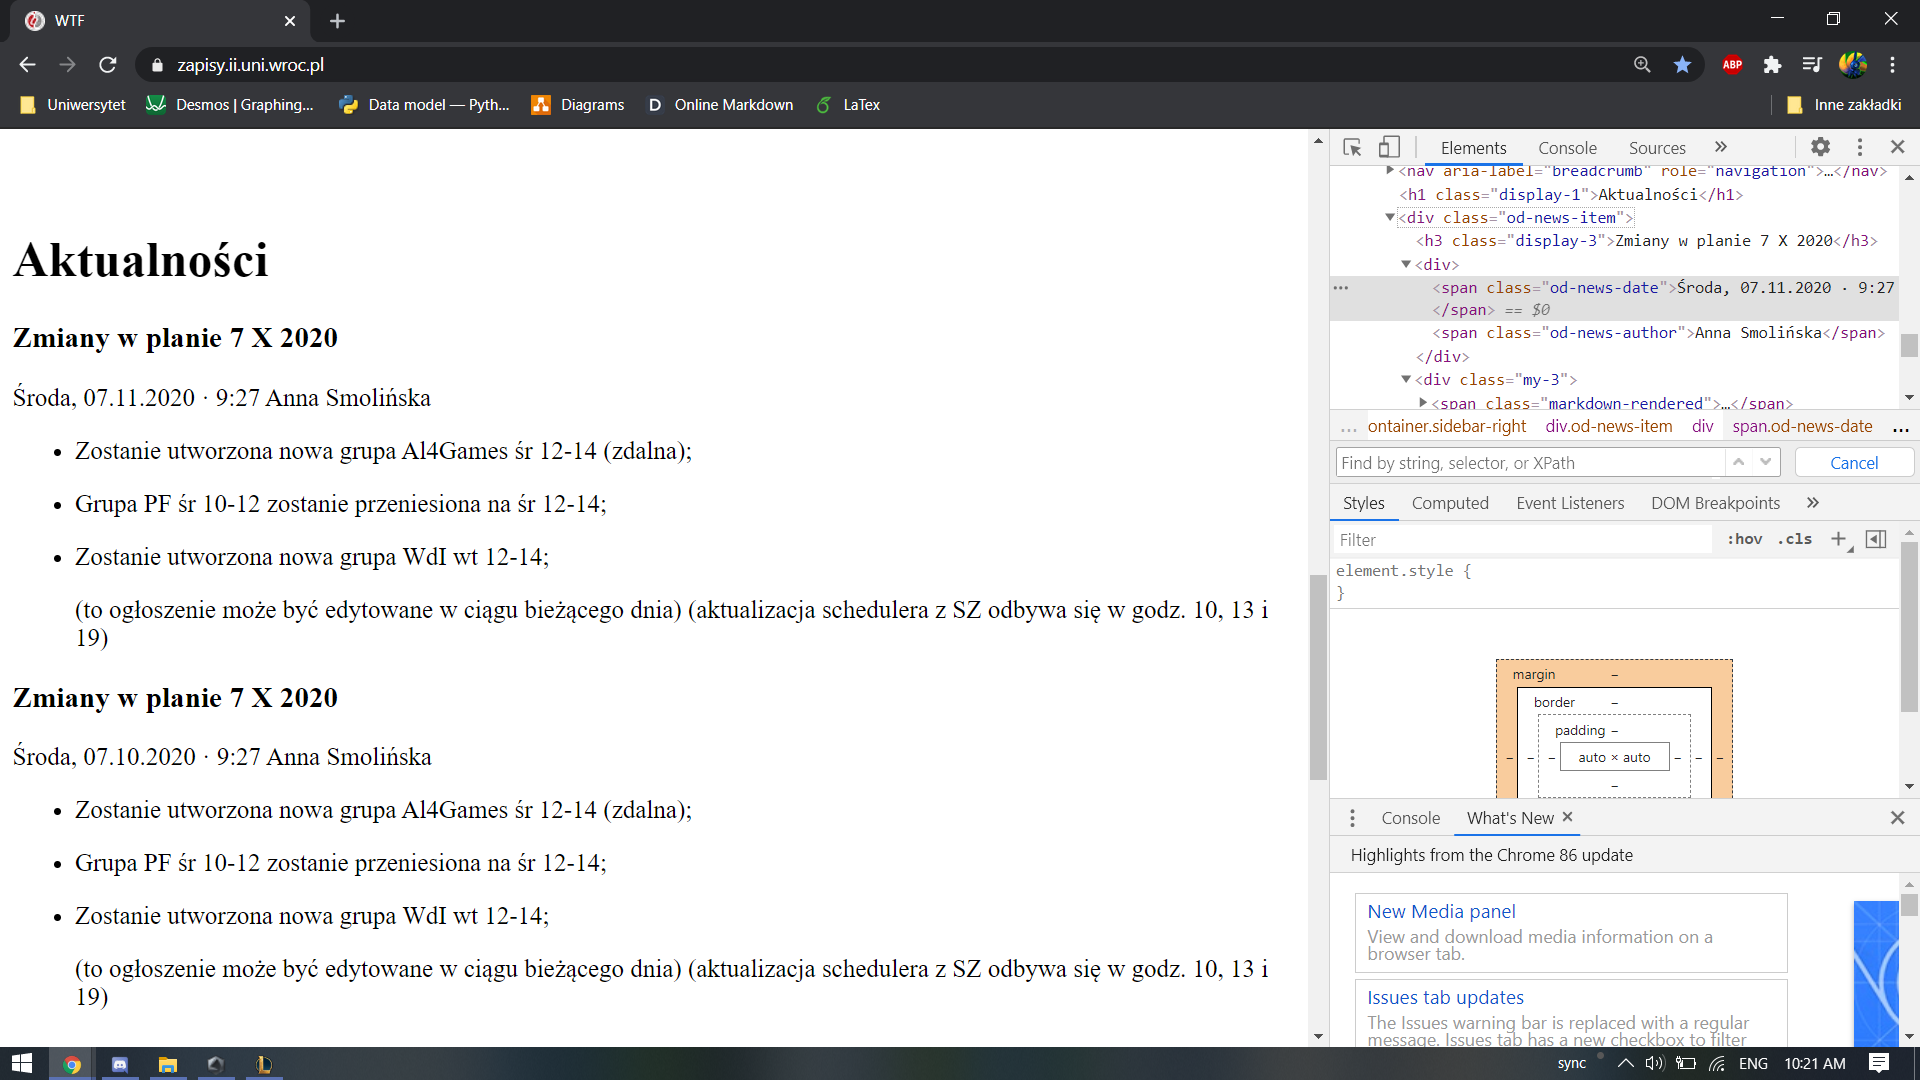 WTF
zapisy.ii.uni.wroc.pl
ABP
Uniwersytet
Desmos | Graphing...
Data model — Pyth...
Diagrams
D Online Markdown
LaTex
Inne zakładki
Aktualności
Zmiany w planie 7 X 2020
Środa, 07.11.2020 · 9:27 Anna Smolińska
• Zostanie utworzona nowa grupa Al4Games śr 12-14 (zdalna);
• Grupa PF śr 10-12 zostanie przeniesiona na śr 12-14;
• Zostanie utworzona nowa grupa WdI wt 12-14;
(to ogłoszenie może być edytowane w ciągu bieżącego dnia) (aktualizacja schedulera z SZ odbywa się w godz. 10, 13 i
19)
Zmiany w planie 7 X 2020
Środa, 07.10.2020 · 9:27 Anna Smolińska
• Zostanie utworzona nowa grupa Al4Games śr 12-14 (zdalna);
• Grupa PF śr 10-12 zostanie przeniesiona na śr 12-14;
• Zostanie utworzona nowa grupa WdI wt 12-14;
(to ogłoszenie może być edytowane w ciągu bieżącego dnia) (aktualizacja schedulera z SZ odbywa się w godz. 10, 13 i
19)
Elements Console Sources »
<nav aria-label="breadcrumb" role="navigation">…</nav>
<h1 class="display-1">Aktualności</h1>
<div class="od-news-item">
<h3 class="display-3">Zmiany w planie 7 X 2020</h3>
<div>
<span class="od-news-date">Środa, 07.11.2020 · 9:27
</span> == $0
<span class="od-news-author">Anna Smolińska</span>
</div>
<div class="my-3">
<span class="markdown-rendered">…</span>
... ontainer.sidebar-right div.od-news-item div span.od-news-date ...
Find by string, selector, or XPath
Cancel
Styles Computed Event Listeners DOM Breakpoints »
Filter
:hov .cls +
element.style {
}
margin –
border –
padding –
– – – auto × auto – – –
–
Console What's New ×
Highlights from the Chrome 86 update
New Media panel
View and download media information on a
browser tab.
Issues tab updates
The Issues warning bar is replaced with a regular
message. Issues tab has a new checkbox to filter
sync
ENG
10:21 AM